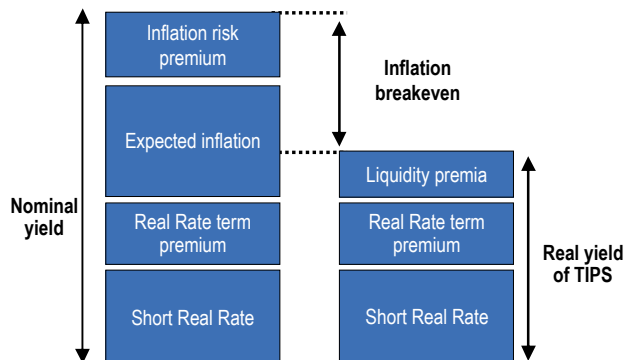 Inflation risk
premium
Inflation
breakeven
Expected inflation
Liquidity premia
Nominal
yield
Real Rate term
premium
Real Rate term
premium
Real yield
of TIPS
Short Real Rate
Short Real Rate